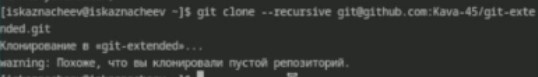 [iskaznacheev@iskaznacheev ~]$ git clone --recursive git@github.com:Kava-45/git-exte
nded.git
Клонирование в «git-extended»...
warning: Похоже, что вы клонировали пустой репозиторий.